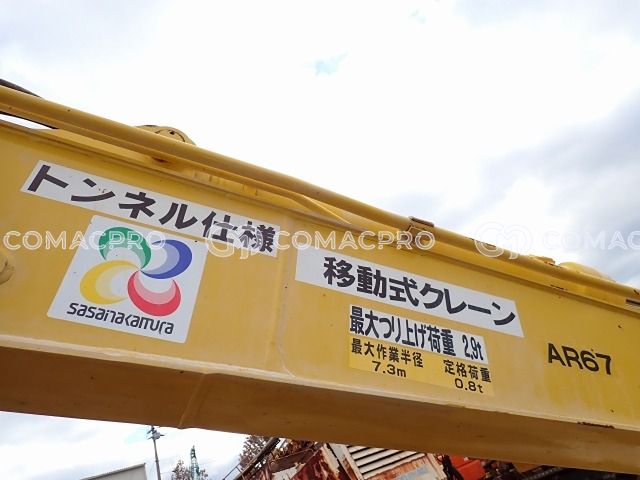 トンネル仕様
COMACPRO
COMACPRO
COMACPRO
sasanakamura
移動式クレーン
最大つり上げ荷重 2.9t
最大作業半径 定格荷重
7.3m 0.8t
AR67